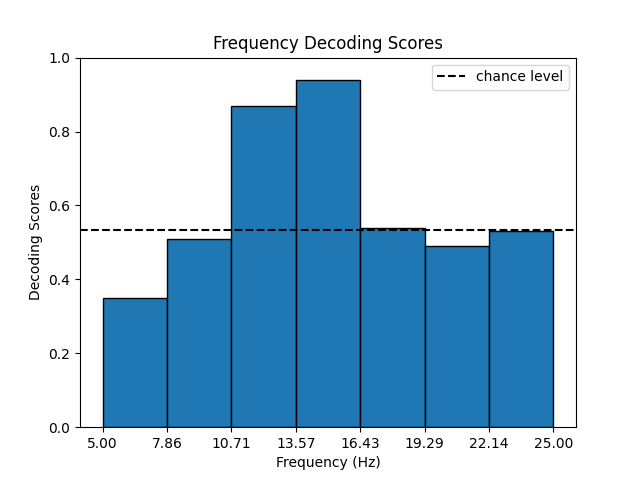 Frequency Decoding Scores
chance level
Decoding Scores
1.0
0.8
0.6
0.4
0.2
0.0
5.00 7.86 10.71 13.57 16.43 19.29 22.14 25.00
Frequency (Hz)